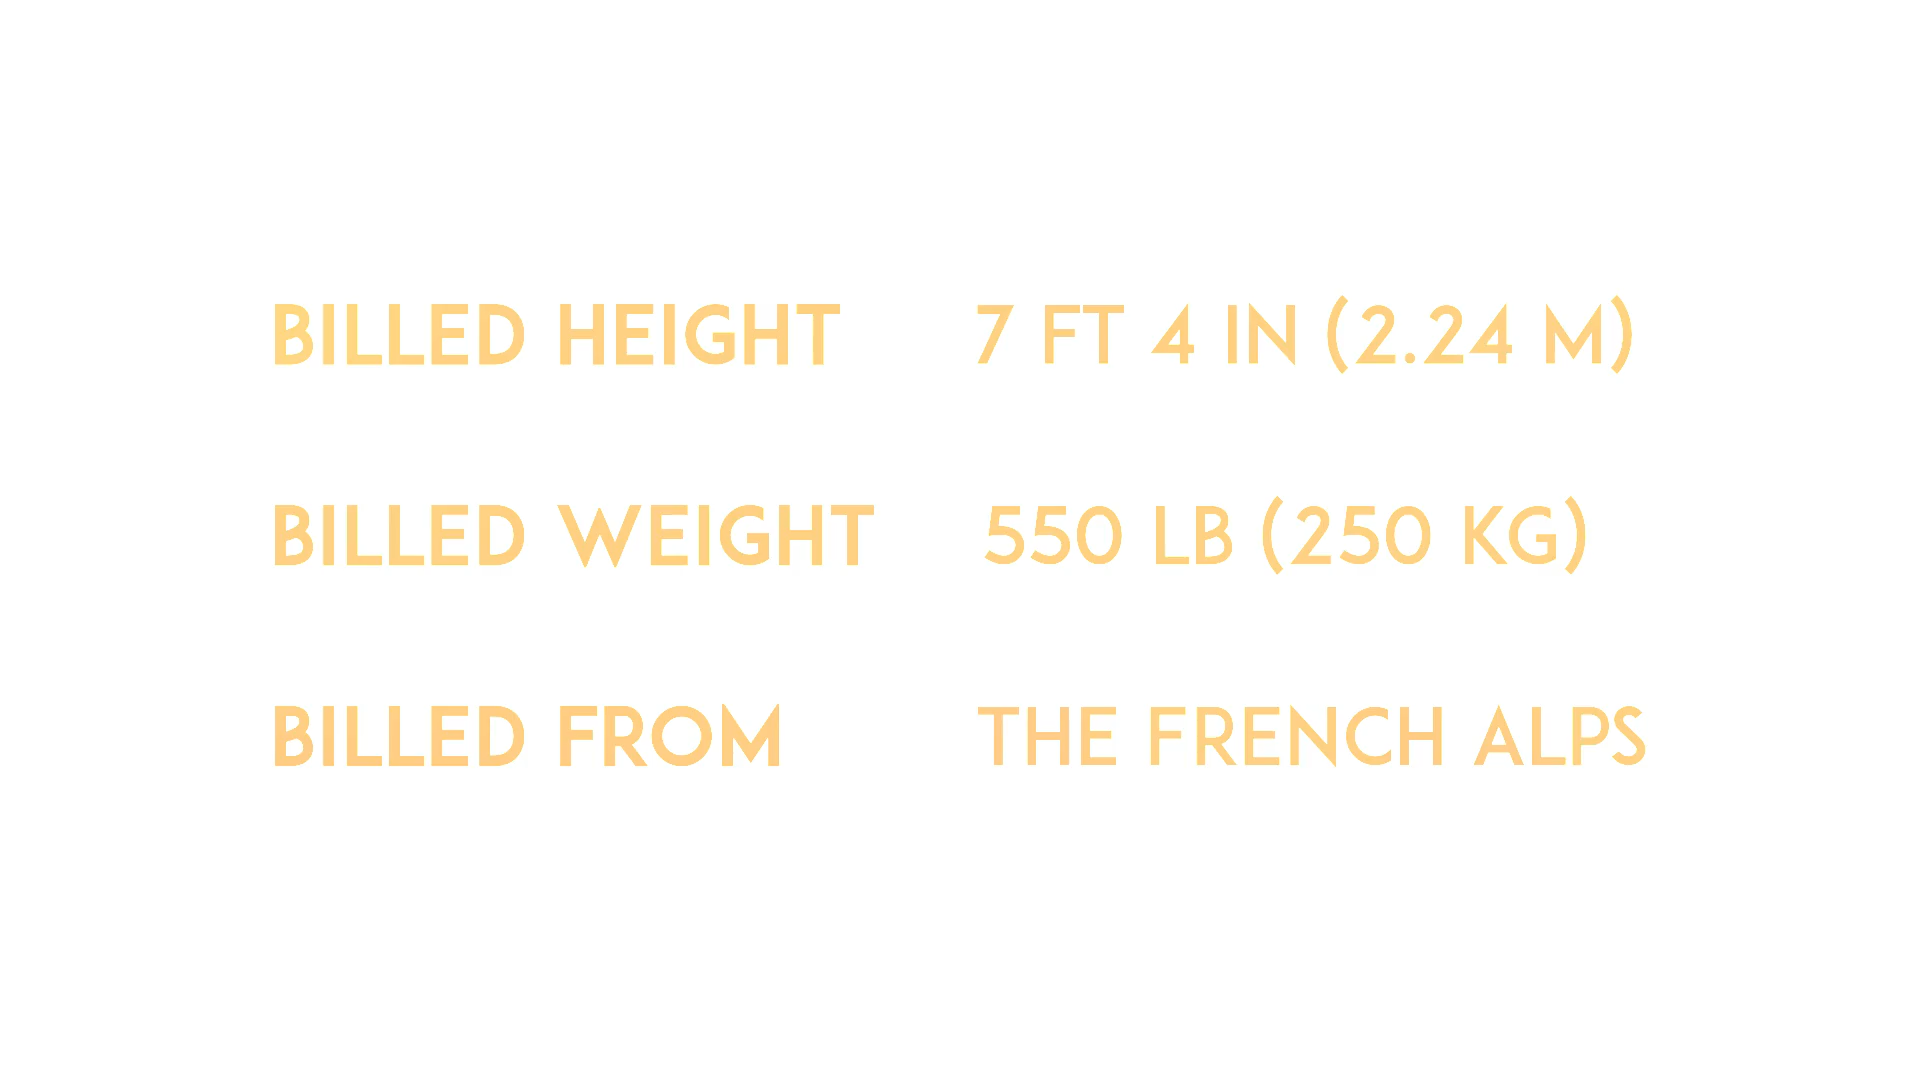 BILLED HEIGHT 7 FT 4 IN (2.24 M)
BILLED WEIGHT 550 LB (250 KG)
BILLED FROM THE FRENCH ALPS